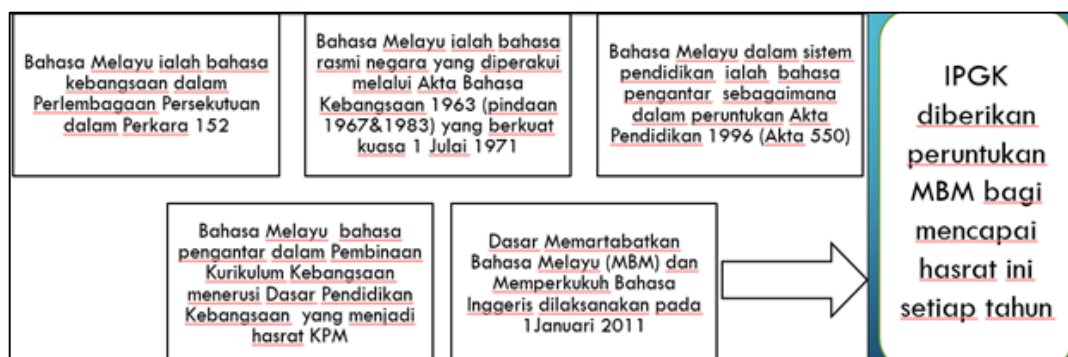 Bahasa Melayu ialah bahasa
kebangsaan dalam
Perlembagaan Persekutuan
dalam Perkara 152
Bahasa Melayu ialah bahasa
rasmi negara yang diperakui
melalui Akta Bahasa
Kebangsaan 1963 (pindaan
1967&1983) yang berkuat
kuasa 1 Julai 1971
Bahasa Melayu dalam sistem
pendidikan ialah bahasa
pengantar sebagaimana
dalam peruntukan Akta
Pendidikan 1996 (Akta 550)
Bahasa Melayu bahasa
pengantar dalam Pembinaan
Kurikulum Kebangsaan
menerusi Dasar Pendidikan
Kebangsaan yang menjadi
hasrat KPM
Dasar Memartabatkan
Bahasa Melayu (MBM) dan
Memperkukuh Bahasa
Inggeris dilaksanakan pada
1Januari 2011
IPGK
diberikan
peruntukan
MBM bagi
mencapai
hasrat ini
setiap tahun